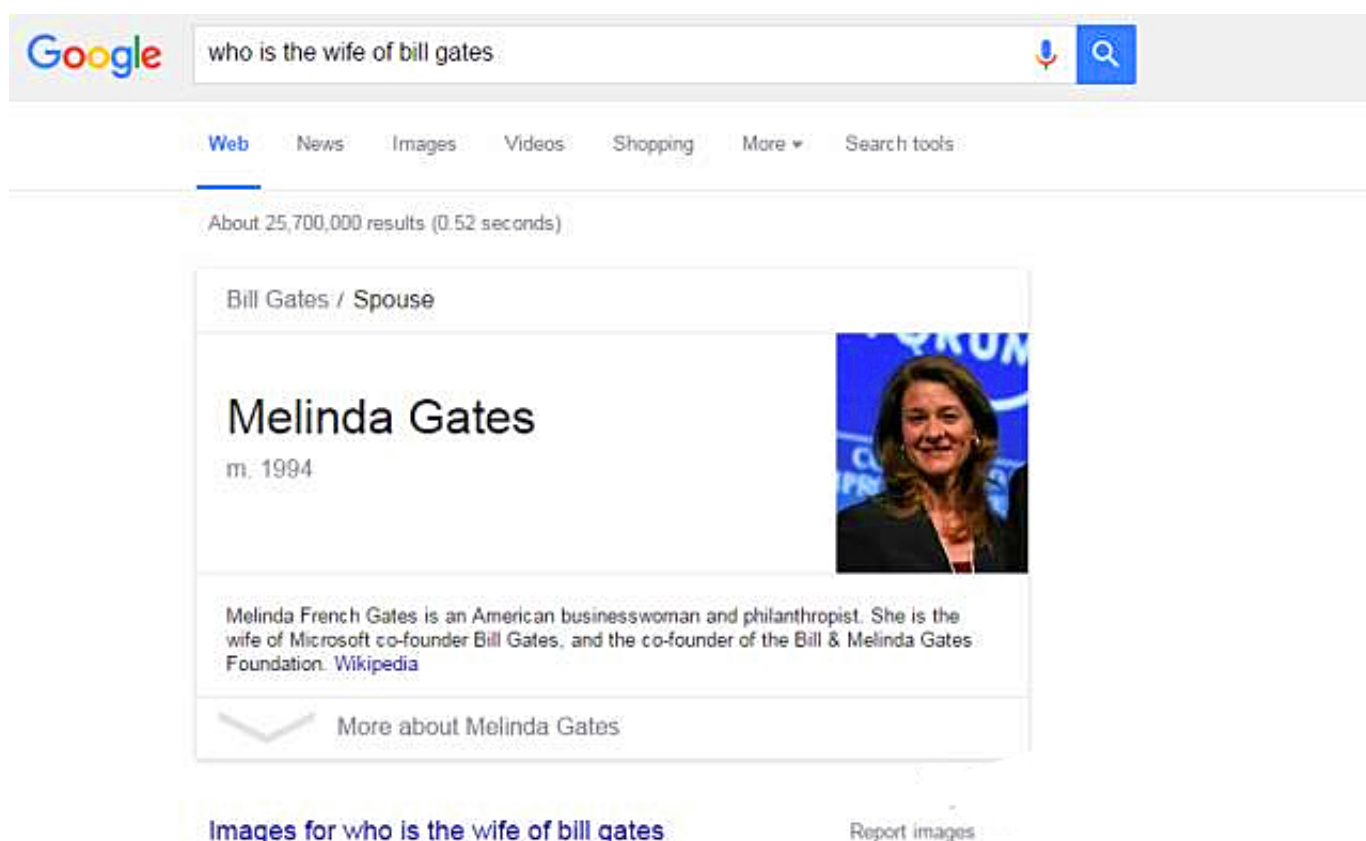 Google who is the wife of bill gates
Web News Images Videos Shopping More Search tools
About 25,700,000 results (0.52 seconds)
Bill Gates / Spouse
Melinda Gates
m. 1994
Melinda French Gates is an American businesswoman and philanthropist. She is the
wife of Microsoft co-founder Bill Gates, and the co-founder of the Bill & Melinda Gates
Foundation. Wikipedia
More about Melinda Gates
Images for who is the wife of bill gates Report images